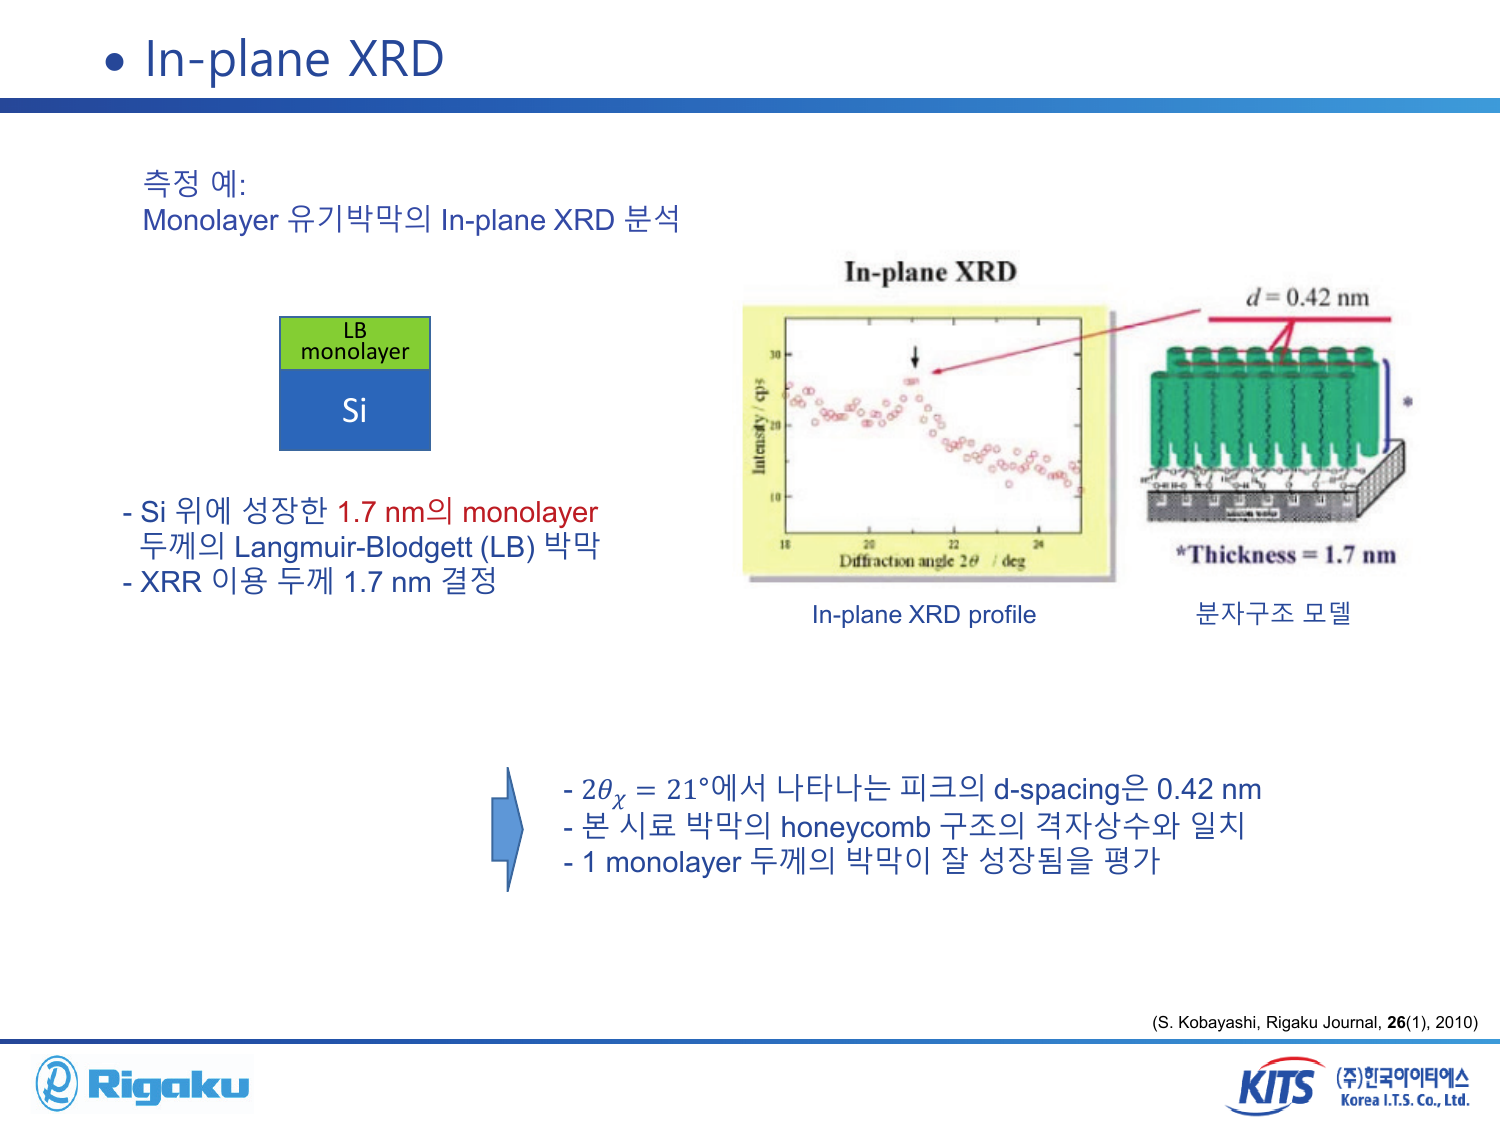 • In-plane XRD
측정 예:
Monolayer 유기박막의 In-plane XRD 분석
LB
monolayer
Si
- Si 위에 성장한 1.7 nm의 monolayer
두께의 Langmuir-Blodgett (LB) 박막
- XRR 이용 두께 1.7 nm 결정
In-plane XRD
Intensity / cps
30
20
10
18
20
22
24
Diffraction angle 2θ / deg
In-plane XRD profile
d = 0.42 nm
*
*Thickness = 1.7 nm
분자구조 모델
- 2θχ = 21°에서 나타나는 피크의 d-spacing은 0.42 nm
- 본 시료 박막의 honeycomb 구조의 격자상수와 일치
- 1 monolayer 두께의 박막이 잘 성장됨을 평가
(S. Kobayashi, Rigaku Journal, 26(1), 2010)
Rigaku
KITS
(주)한국아이티에스
Korea I.T.S. Co., Ltd.